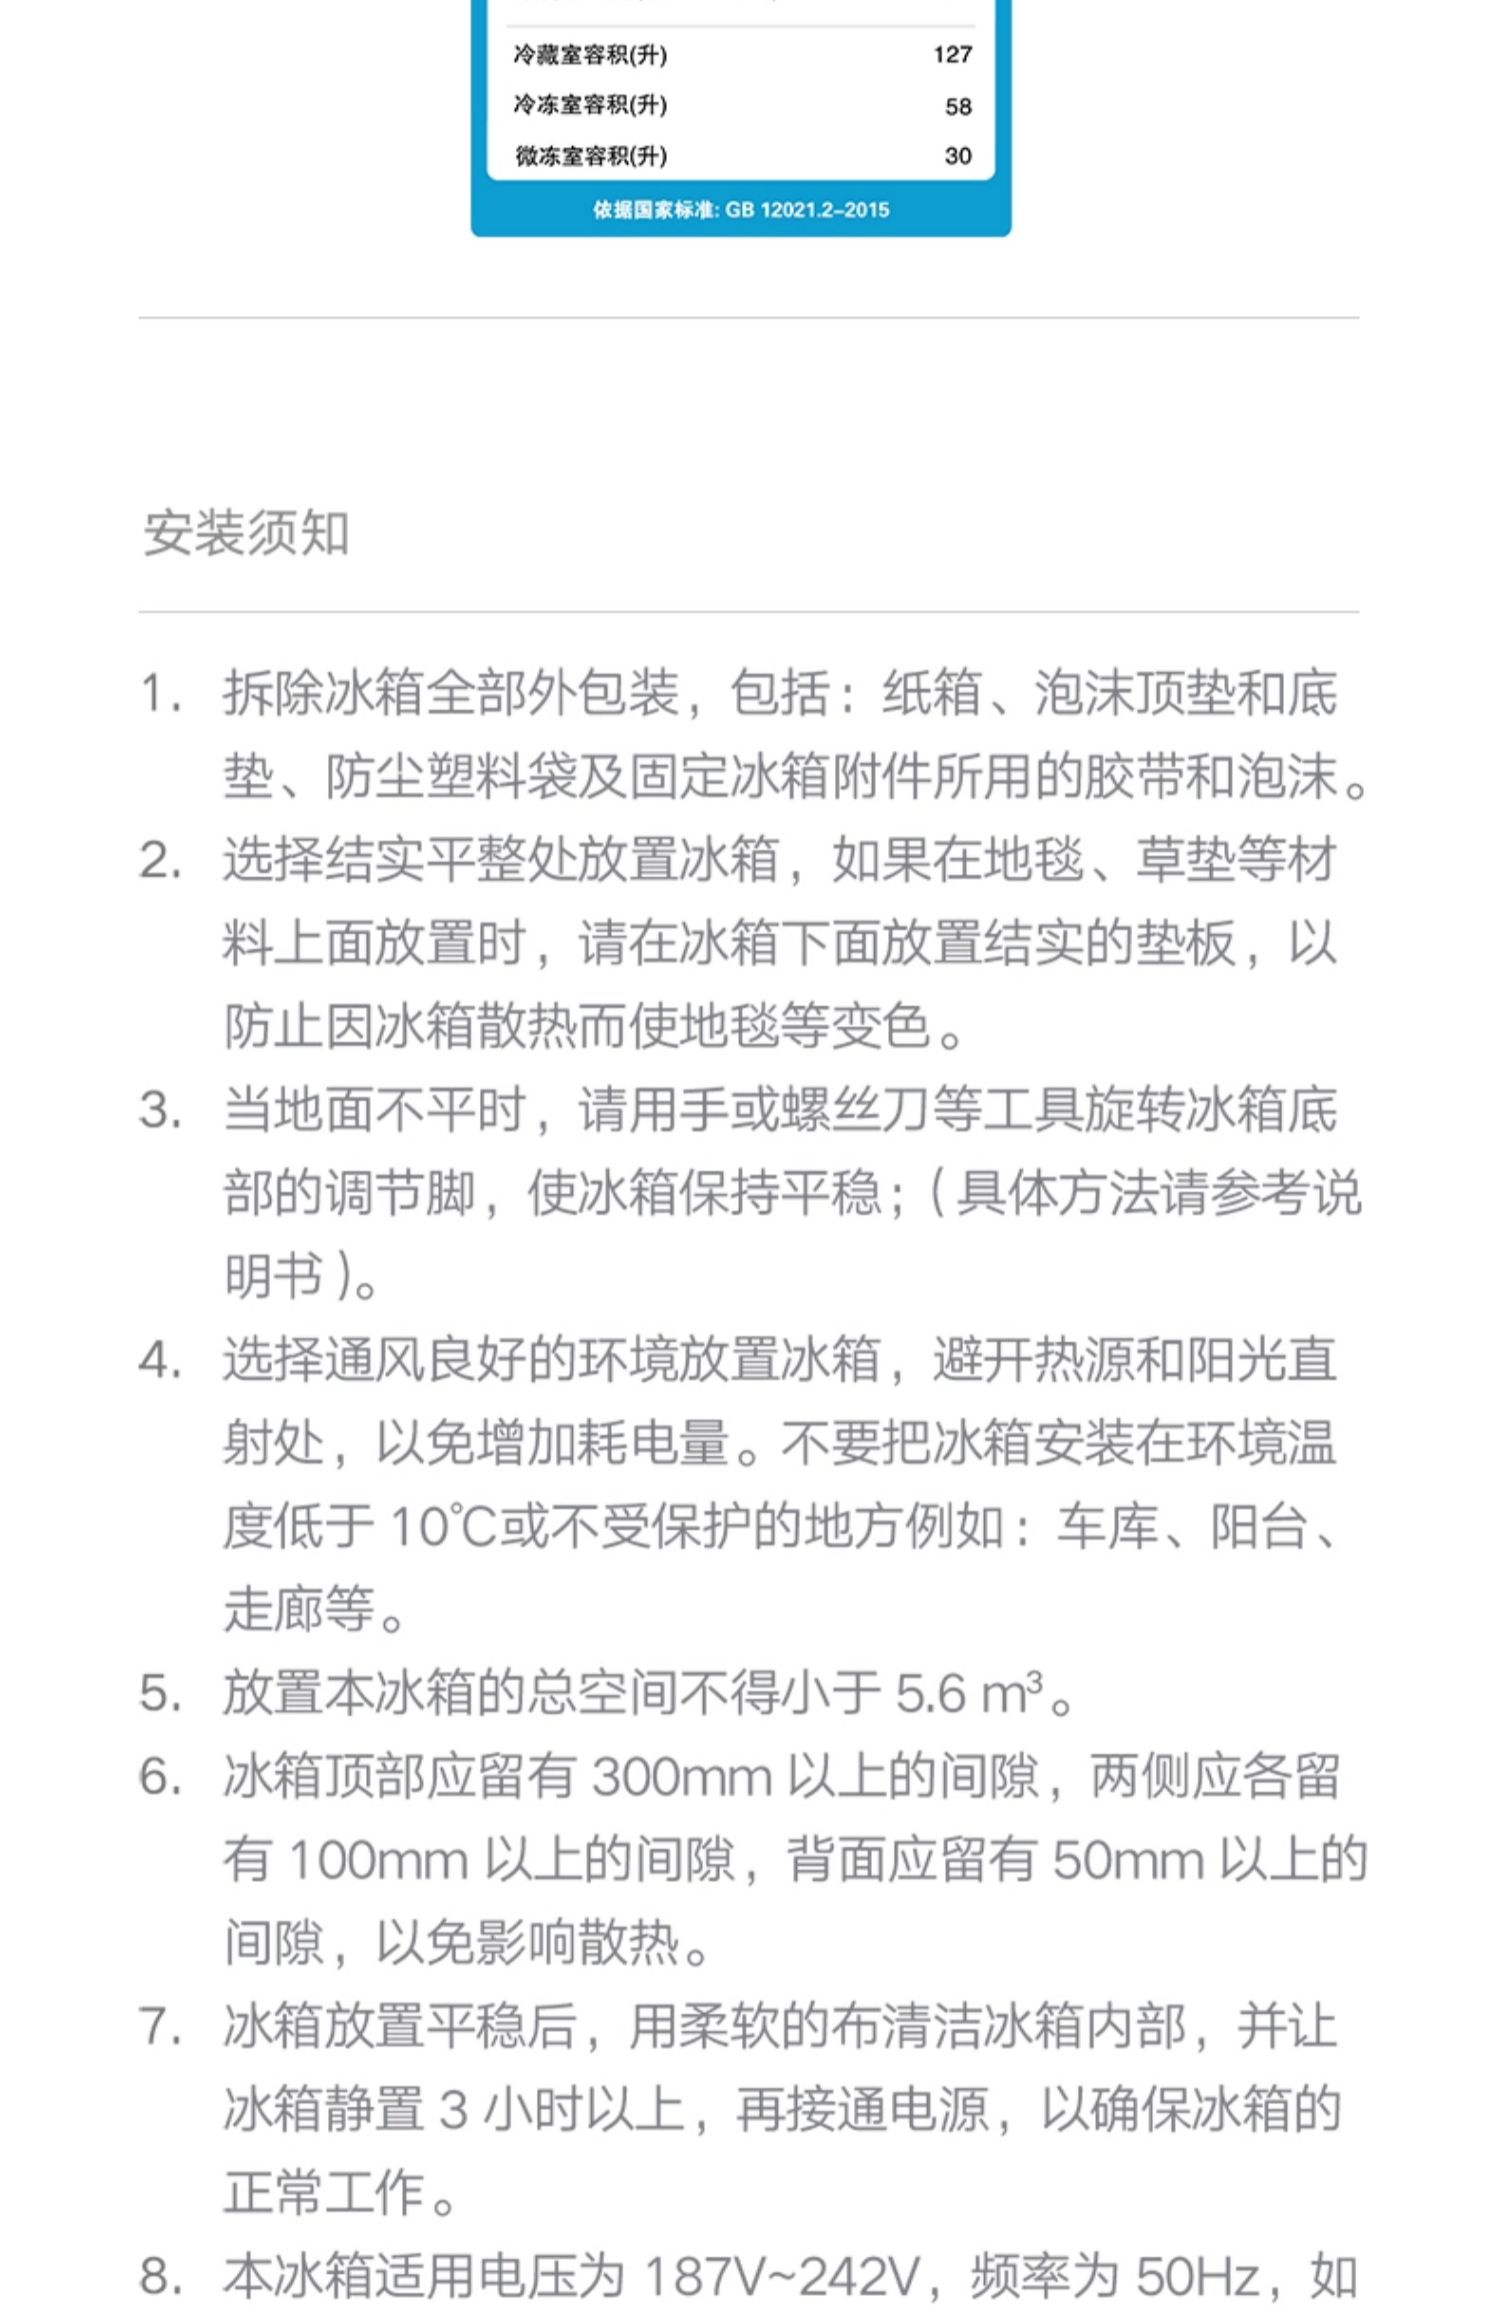 冷藏室容积(升) 127
冷冻室容积(升) 58
微冻室容积(升) 30
依据国家标准: GB 12021.2–2015
安装须知
1. 拆除冰箱全部外包装，包括：纸箱、泡沫顶垫和底
垫、防尘塑料袋及固定冰箱附件所用的胶带和泡沫。
2. 选择结实平整处放置冰箱，如果在地毯、草垫等材
料上面放置时，请在冰箱下面放置结实的垫板，以
防止因冰箱散热而使地毯等变色。
3. 当地面不平时，请用手或螺丝刀等工具旋转冰箱底
部的调节脚，使冰箱保持平稳；(具体方法请参考说
明书)。
4. 选择通风良好的环境放置冰箱，避开热源和阳光直
射处，以免增加耗电量。不要把冰箱安装在环境温
度低于 10℃或不受保护的地方例如：车库、阳台、
走廊等。
5. 放置本冰箱的总空间不得小于 5.6 m³。
6. 冰箱顶部应留有 300mm 以上的间隙，两侧应各留
有 100mm 以上的间隙，背面应留有 50mm 以上的
间隙，以免影响散热。
7. 冰箱放置平稳后，用柔软的布清洁冰箱内部，并让
冰箱静置 3 小时以上，再接通电源，以确保冰箱的
正常工作。
8. 本冰箱适用电压为 187V~242V，频率为 50Hz，如